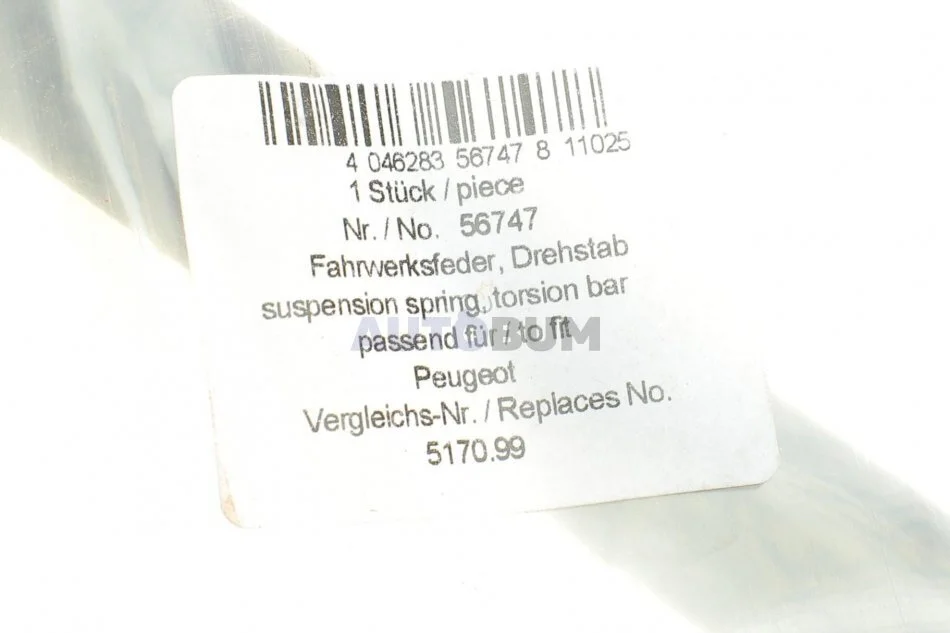 4 046283 56747 8 11025
1 Stück / piece
Nr. / No. 56747
Fahrwerksfeder, Drehstab
suspension spring, torsion bar
AUTOBUM
passend für / to fit
Peugeot
Vergleichs-Nr. / Replaces No.
5170.99